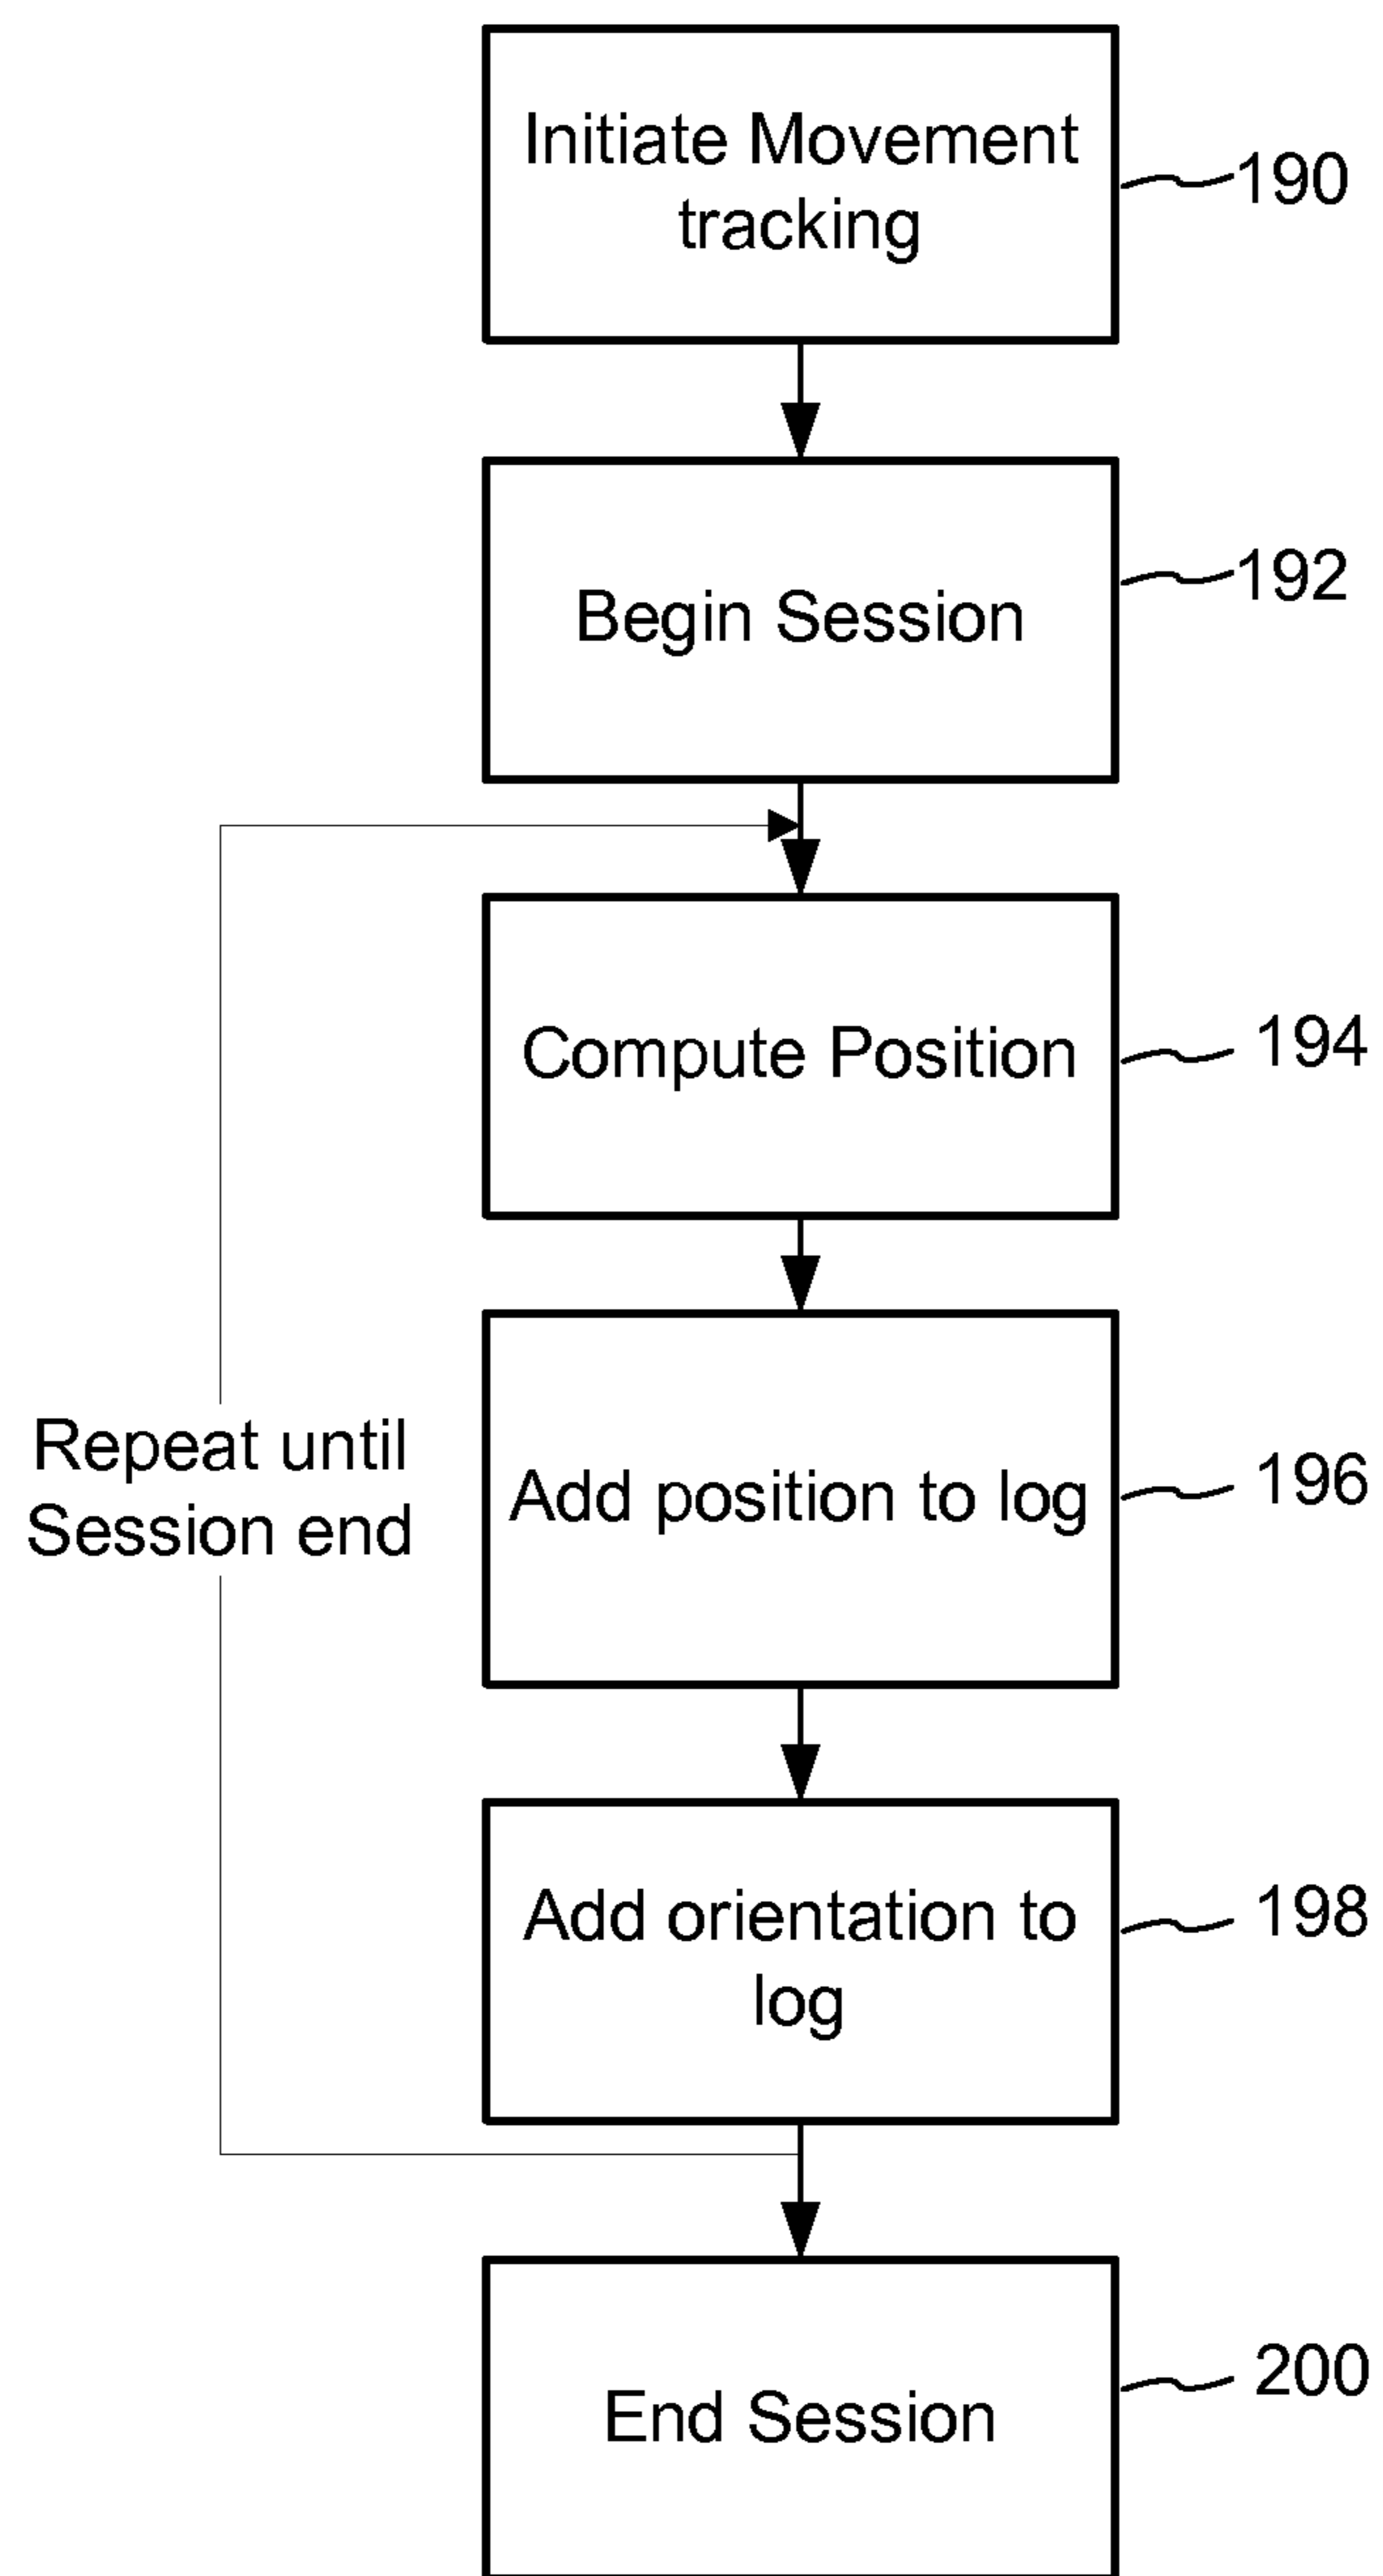 Initiate Movement
tracking
190
Begin Session
192
Compute Position
194
Repeat until
Session end
Add position to log
196
Add orientation to
log
198
End Session
200